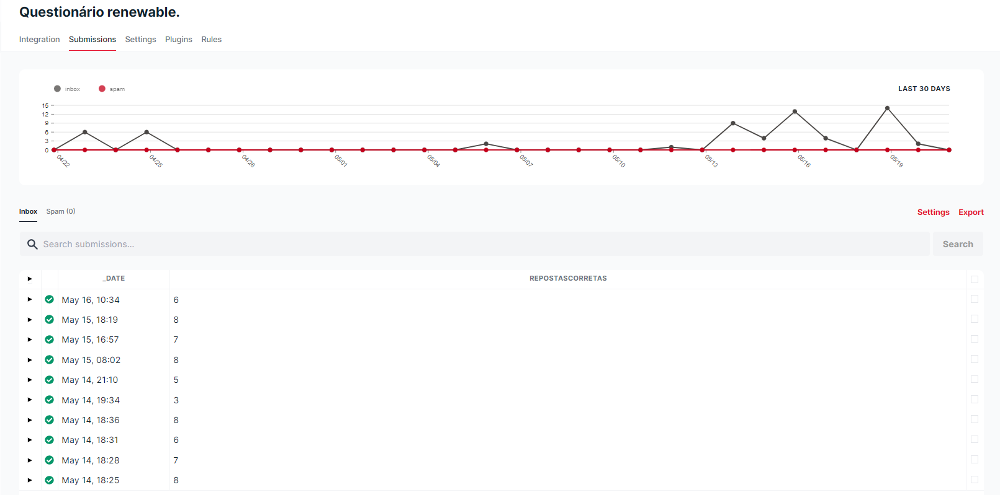 Questionário renewable.
Integration Submissions Settings Plugins Rules
inbox spam LAST 30 DAYS
15
12
9
6
3
0
04/22 04/25 04/28 05/01 05/04 05/07 05/10 05/13 05/16 05/19
Inbox Spam (0) Settings Export
Search submissions... Search
_DATE REPOSTASCORRETAS
May 16, 10:34 6
May 15, 18:19 8
May 15, 16:57 7
May 15, 08:02 8
May 14, 21:10 5
May 14, 19:34 3
May 14, 18:36 8
May 14, 18:31 6
May 14, 18:28 7
May 14, 18:25 8